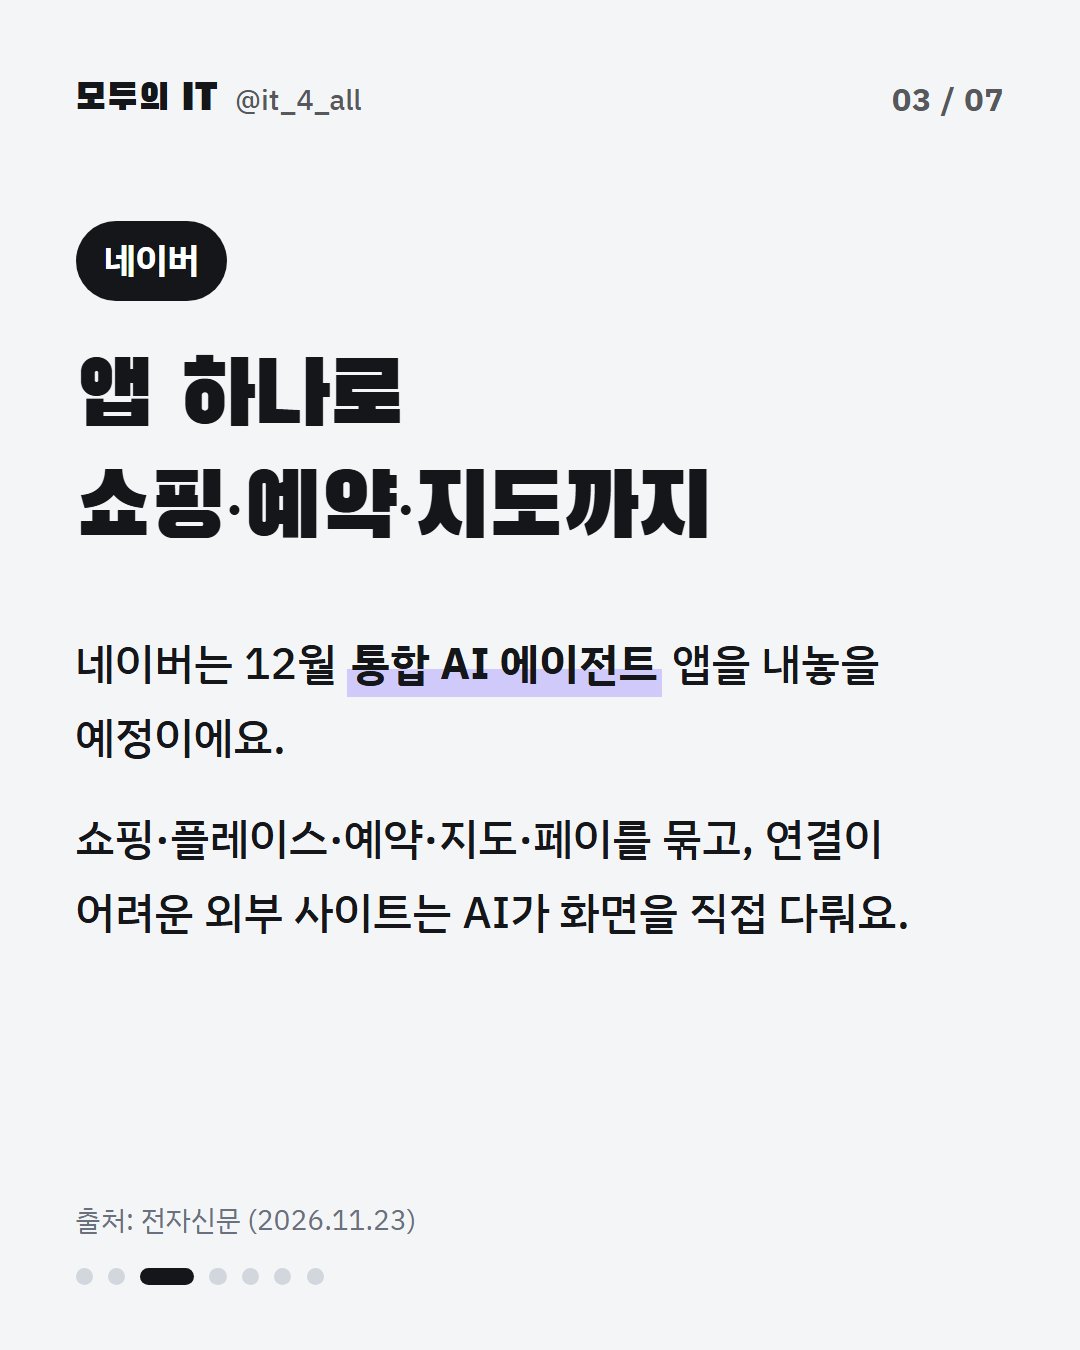 모두의 IT @it_4_all 03 / 07
네이버
앱 하나로
쇼핑·예약·지도까지
네이버는 12월 통합 AI 에이전트 앱을 내놓을
예정이에요.
쇼핑·플레이스·예약·지도·페이를 묶고, 연결이
어려운 외부 사이트는 AI가 화면을 직접 다뤄요.
출처: 전자신문 (2026.11.23)